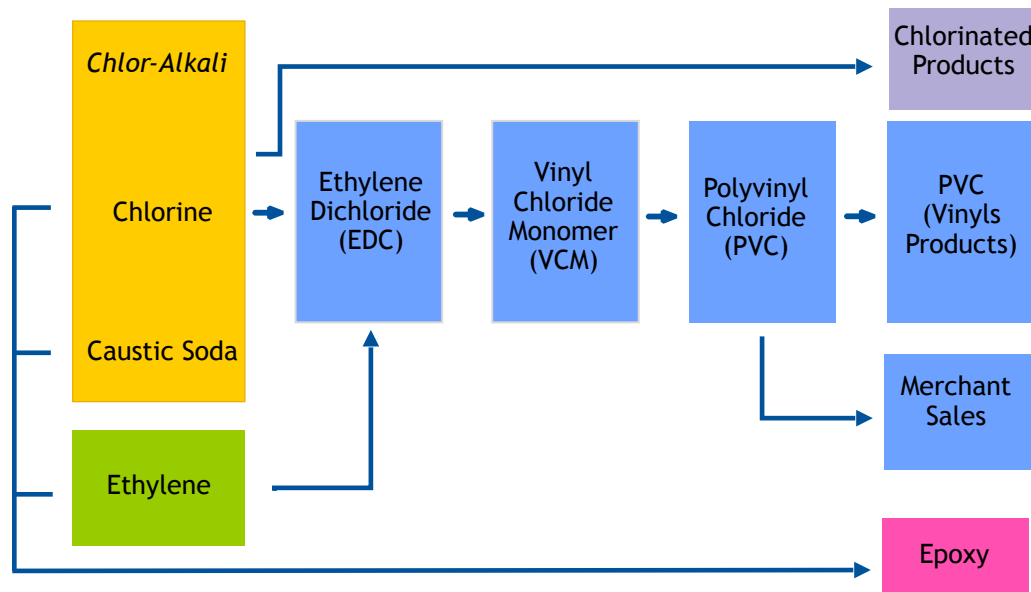 Chlor-Alkali
Chlorine
Caustic Soda
Ethylene
Ethylene
Dichloride
(EDC)
Vinyl
Chloride
Monomer
(VCM)
Polyvinyl
Chloride
(PVC)
Chlorinated
Products
PVC
(Vinyls
Products)
Merchant
Sales
Epoxy